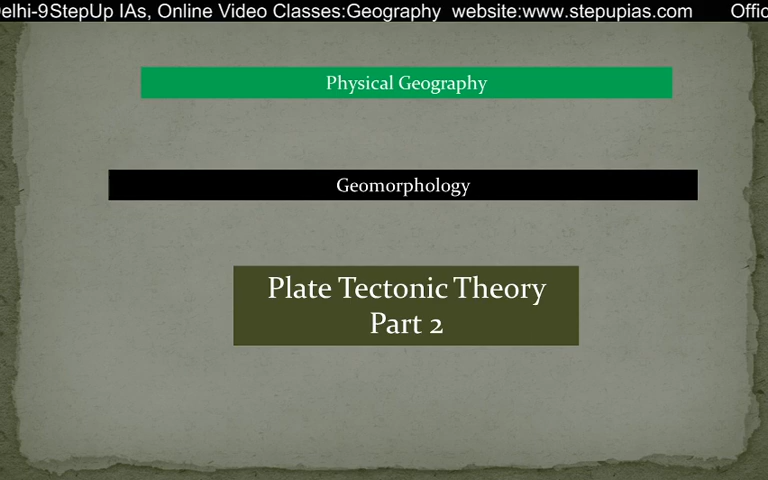 elhi-9StepUp IAs, Online Video Classes:Geography website:www.stepupias.com Offic
Physical Geography
Geomorphology
Plate Tectonic Theory
Part 2